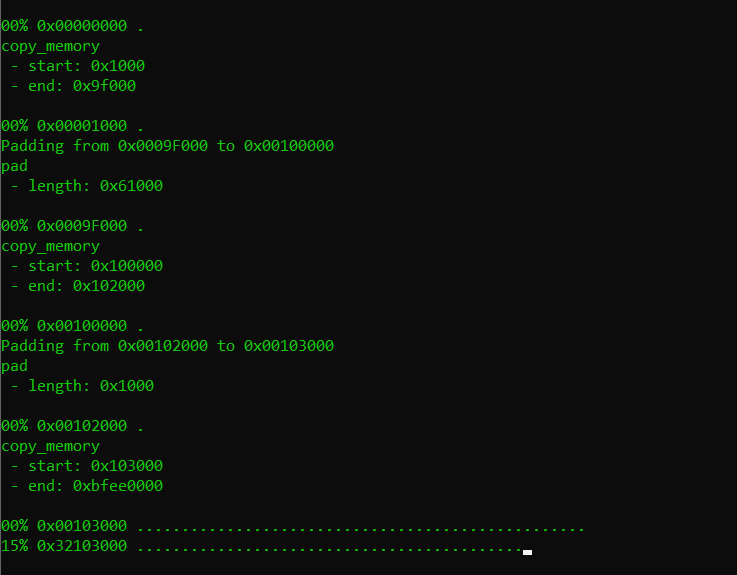 00% 0x00000000 .
copy_memory
 - start: 0x1000
 - end: 0x9f000

00% 0x00001000 .
Padding from 0x0009F000 to 0x00100000
pad
 - length: 0x61000

00% 0x0009F000 .
copy_memory
 - start: 0x100000
 - end: 0x102000

00% 0x00100000 .
Padding from 0x00102000 to 0x00103000
pad
 - length: 0x1000

00% 0x00102000 .
copy_memory
 - start: 0x103000
 - end: 0xbfee0000

00% 0x00103000 ..................................................
15% 0x32103000 ...........................................